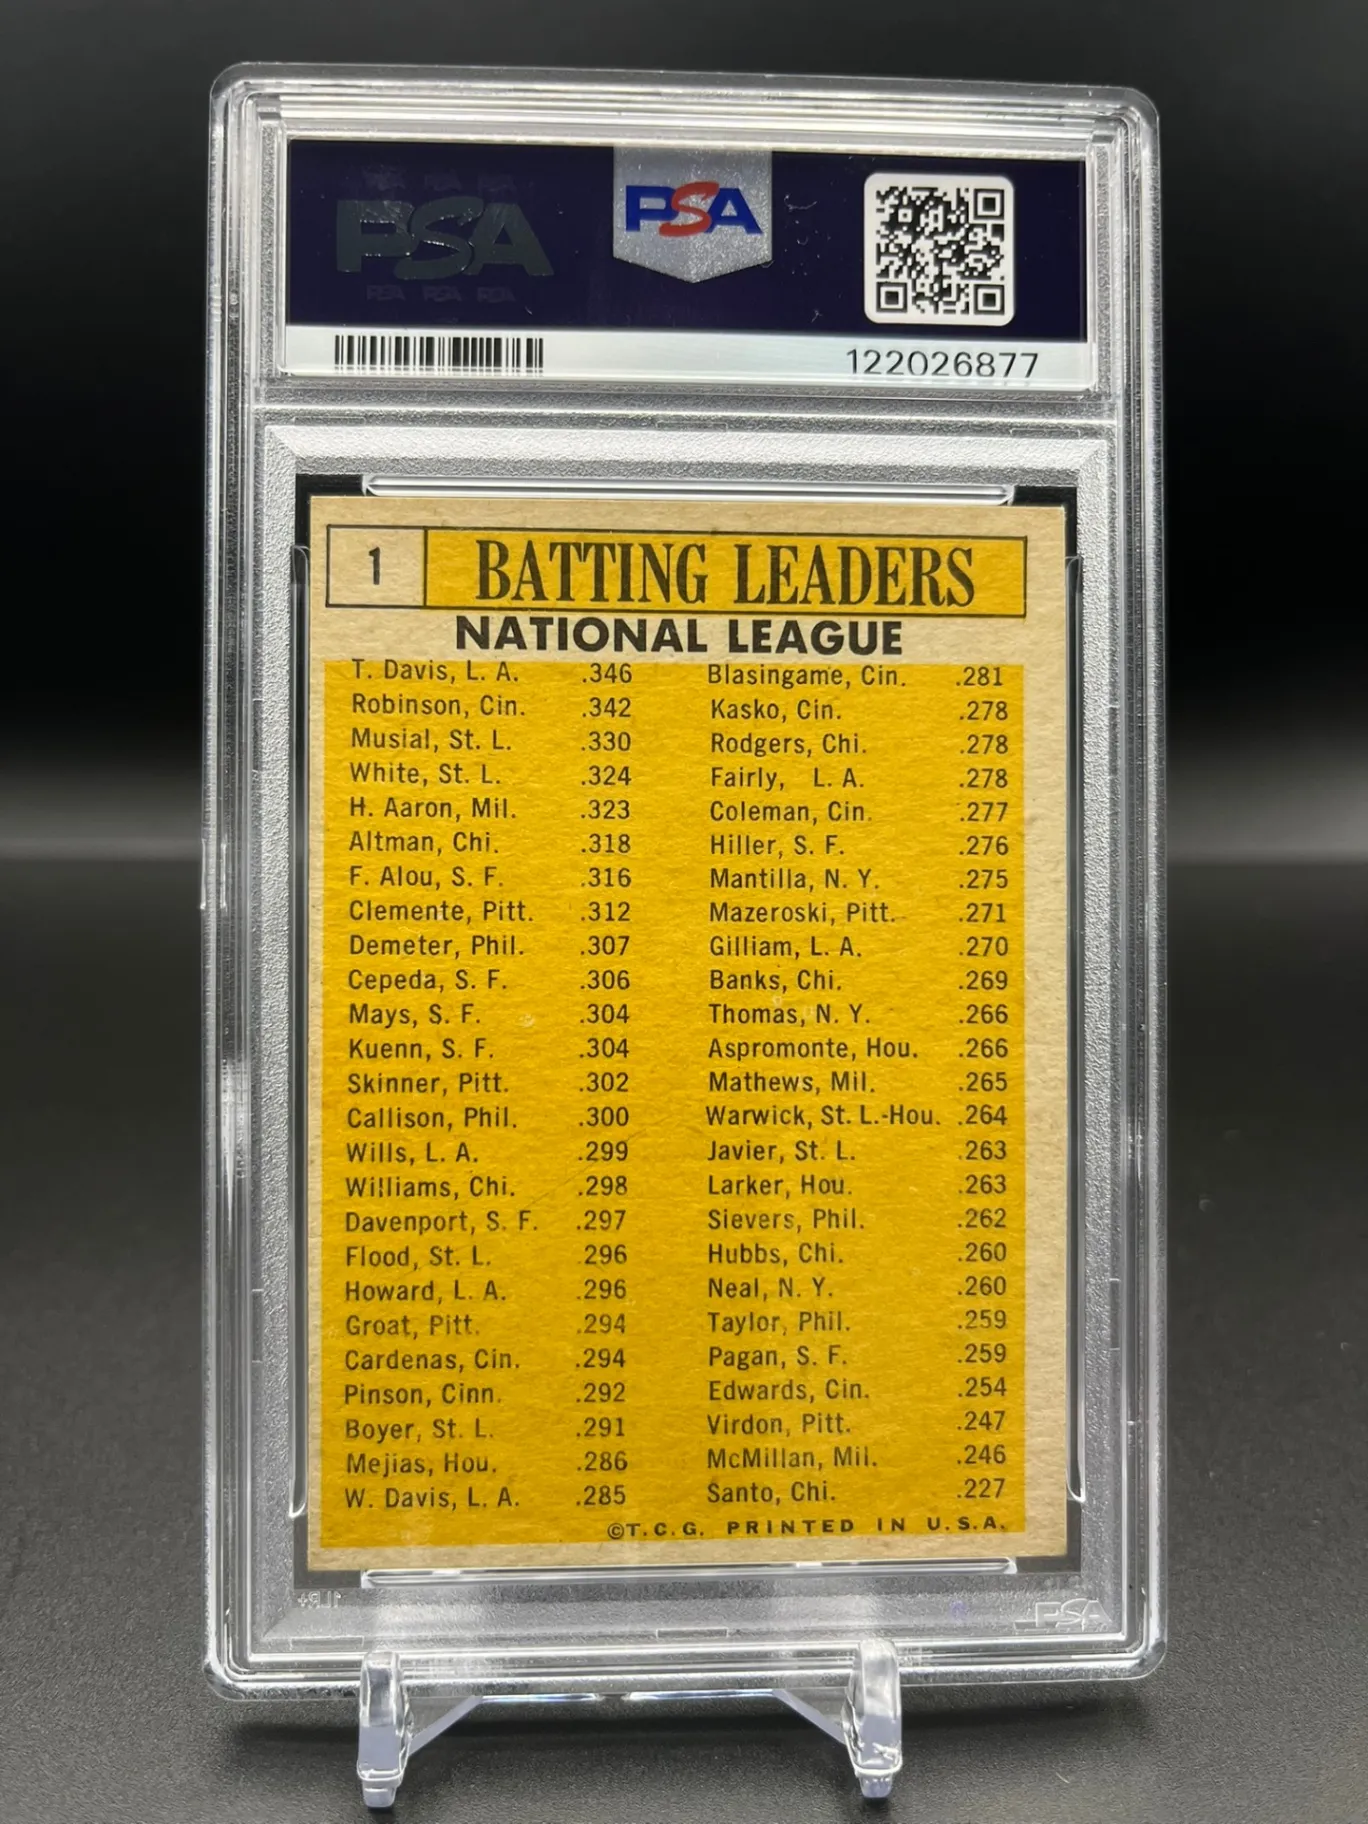 PSA
PSA
PSA PSA PSA
122026877
1 BATTING LEADERS
NATIONAL LEAGUE
T. Davis, L. A. .346 Blasingame, Cin. .281
Robinson, Cin. .342 Kasko, Cin. .278
Musial, St. L. .330 Rodgers, Chi. .278
White, St. L. .324 Fairly, L. A. .278
H. Aaron, Mil. .323 Coleman, Cin. .277
Altman, Chi. .318 Hiller, S. F. .276
F. Alou, S. F. .316 Mantilla, N. Y. .275
Clemente, Pitt. .312 Mazeroski, Pitt. .271
Demeter, Phil. .307 Gilliam, L. A. .270
Cepeda, S. F. .306 Banks, Chi. .269
Mays, S. F. .304 Thomas, N. Y. .266
Kuenn, S. F. .304 Aspromonte, Hou. .266
Skinner, Pitt. .302 Mathews, Mil. .265
Callison, Phil. .300 Warwick, St. L.-Hou. .264
Wills, L. A. .299 Javier, St. L. .263
Williams, Chi. .298 Larker, Hou. .263
Davenport, S. F. .297 Sievers, Phil. .262
Flood, St. L. .296 Hubbs, Chi. .260
Howard, L. A. .296 Neal, N. Y. .260
Groat, Pitt. .294 Taylor, Phil. .259
Cardenas, Cin. .294 Pagan, S. F. .259
Pinson, Cinn. .292 Edwards, Cin. .254
Boyer, St. L. .291 Virdon, Pitt. .247
Mejias, Hou. .286 McMillan, Mil. .246
W. Davis, L. A. .285 Santo, Chi. .227
©T.C.G. PRINTED IN U.S.A.
PSA